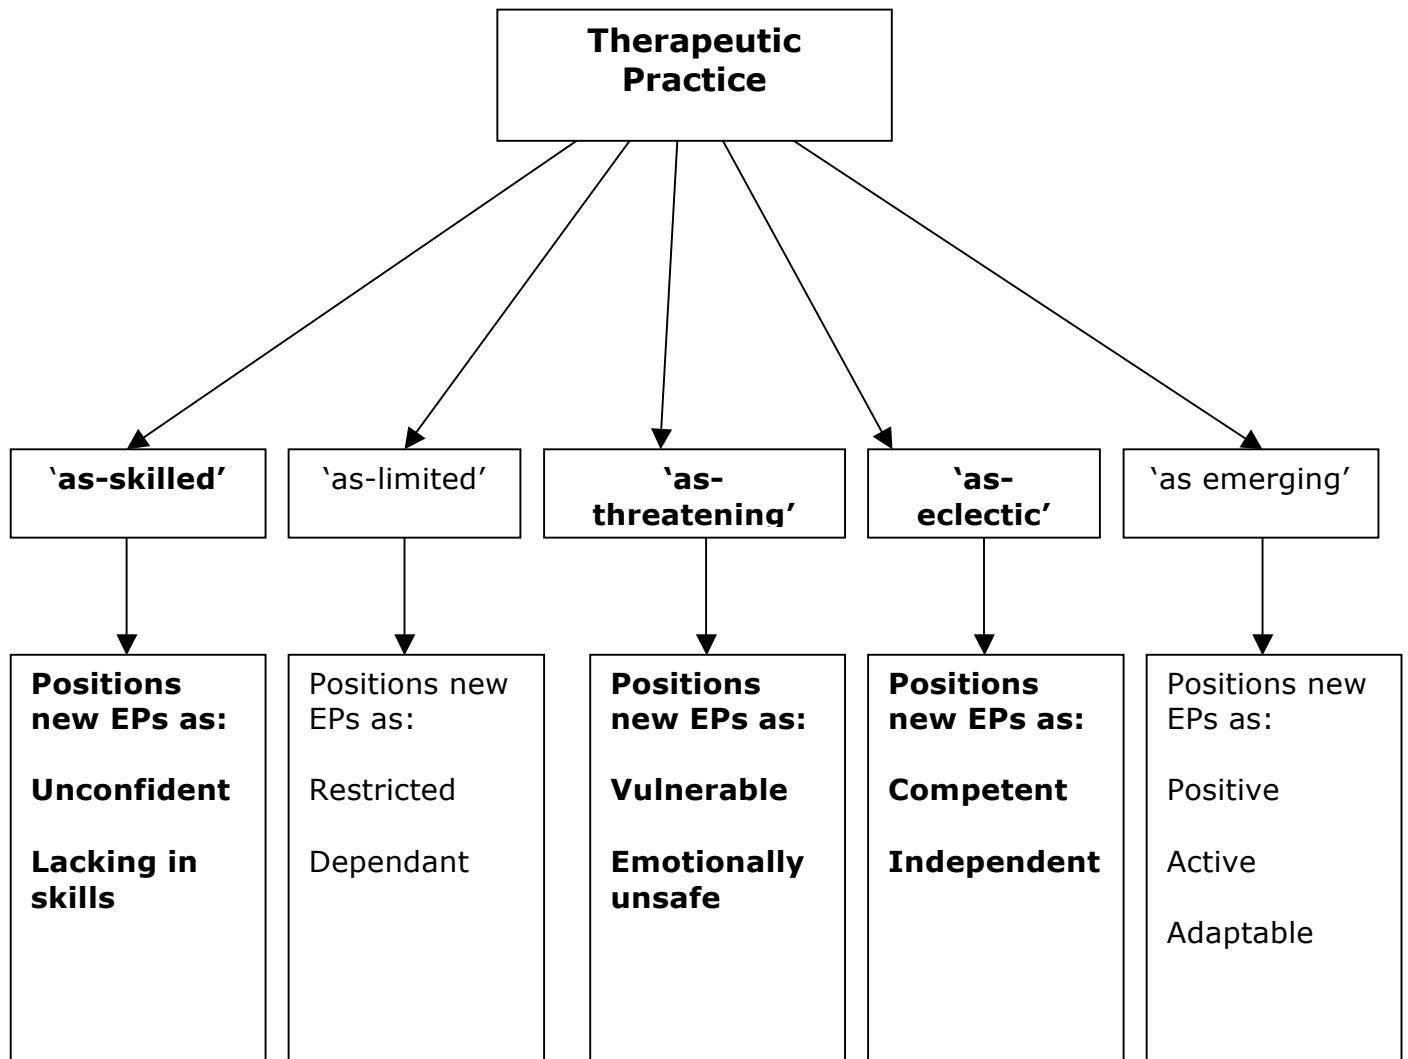 Therapeutic
Practice
‘as-skilled’
‘as-limited’
‘as-
threatening’
‘as-
eclectic’
‘as emerging’
Positions
new EPs as:
Unconfident
Lacking in
skills
Positions new
EPs as:
Restricted
Dependant
Positions
new EPs as:
Vulnerable
Emotionally
unsafe
Positions
new EPs as:
Competent
Independent
Positions new
EPs as:
Positive
Active
Adaptable